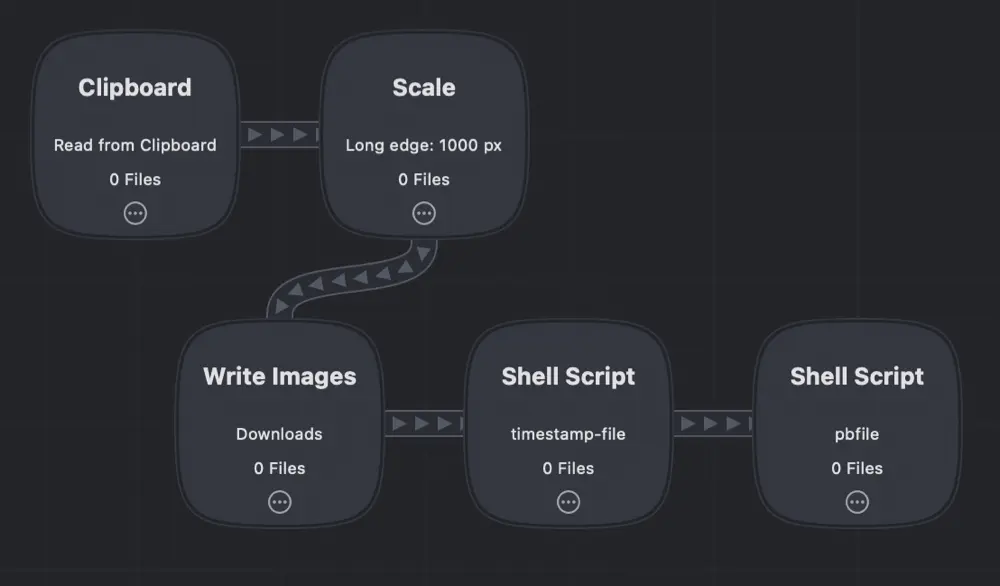 Clipboard
Read from Clipboard
0 Files
Scale
Long edge: 1000 px
0 Files
Write Images
Downloads
0 Files
Shell Script
timestamp-file
0 Files
Shell Script
pbfile
0 Files